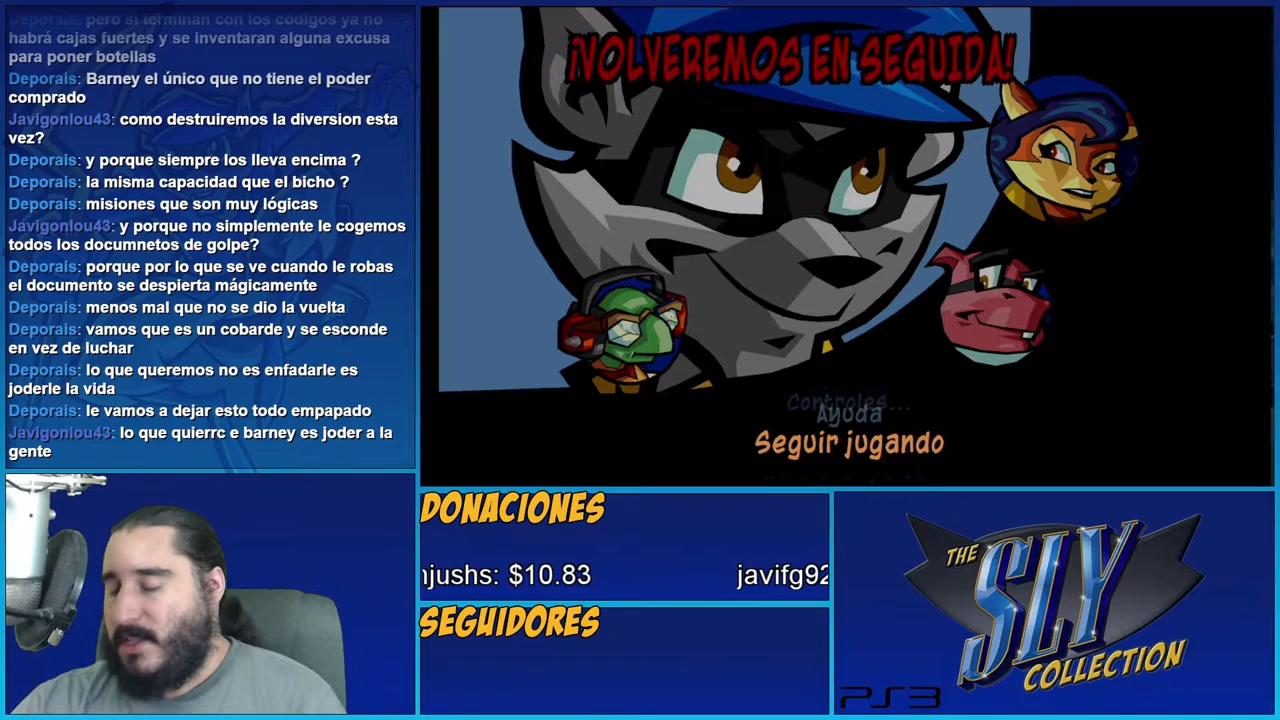 Deporais: pero si terminan con los códigos ya no
habrá cajas fuertes y se inventaran alguna excusa
para poner botellas
Deporais: Barney el único que no tiene el poder
comprado
Javigonlou43: como destruiremos la diversion esta
vez?
Deporais: y porque siempre los lleva encima ?
Deporais: la misma capacidad que el bicho ?
Deporais: misiones que son muy lógicas
Javigonlou43: y porque no simplemente le cogemos
todos los documnetos de golpe?
Deporais: porque por lo que se ve cuando le robas
el documento se despierta mágicamente
Deporais: menos mal que no se dio la vuelta
Deporais: vamos que es un cobarde y se esconde
en vez de luchar
Deporais: lo que queremos no es enfadarle es
joderle la vida
Deporais: le vamos a dejar esto todo empapado
Javigonlou43: lo que quierrc e barney es joder a la
gente
¡VOLVEREMOS EN SEGUIDA!
Controles...
Ayuda
Seguir jugando
DONACIONES
njushs: $10.83 javifg92
SEGUIDORES
THE
SLY
COLLECTION
PS3